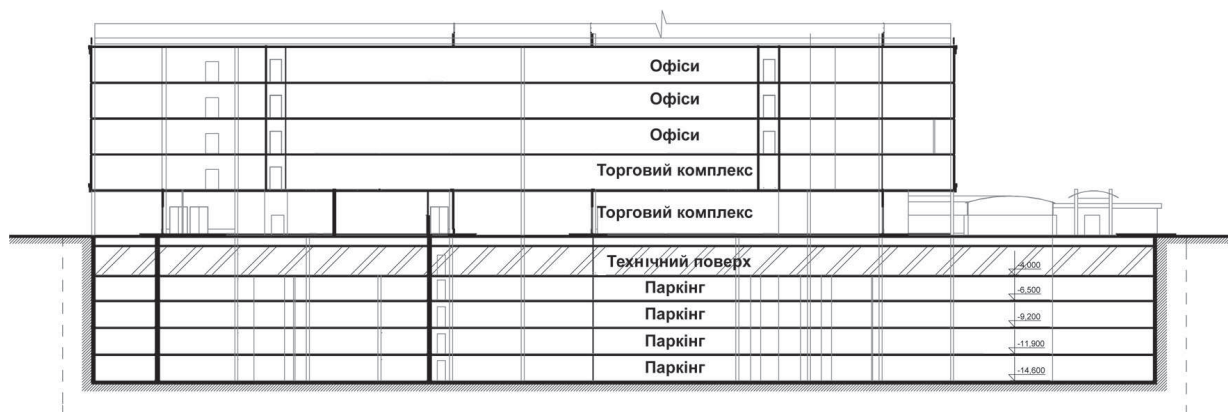 Офіси
Офіси
Офіси
Торговий комплекс
Торговий комплекс
Технічний поверх
-4,000
Паркінг
-6,500
Паркінг
-9,200
Паркінг
-11,900
Паркінг
-14,600